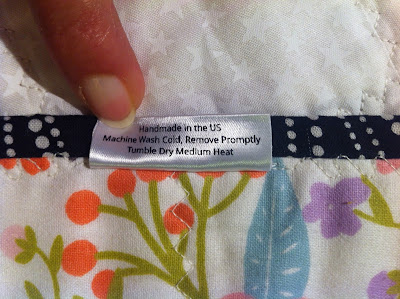 Handmade in the US
Machine Wash Cold, Remove Promptly
Tumble Dry Medium Heat